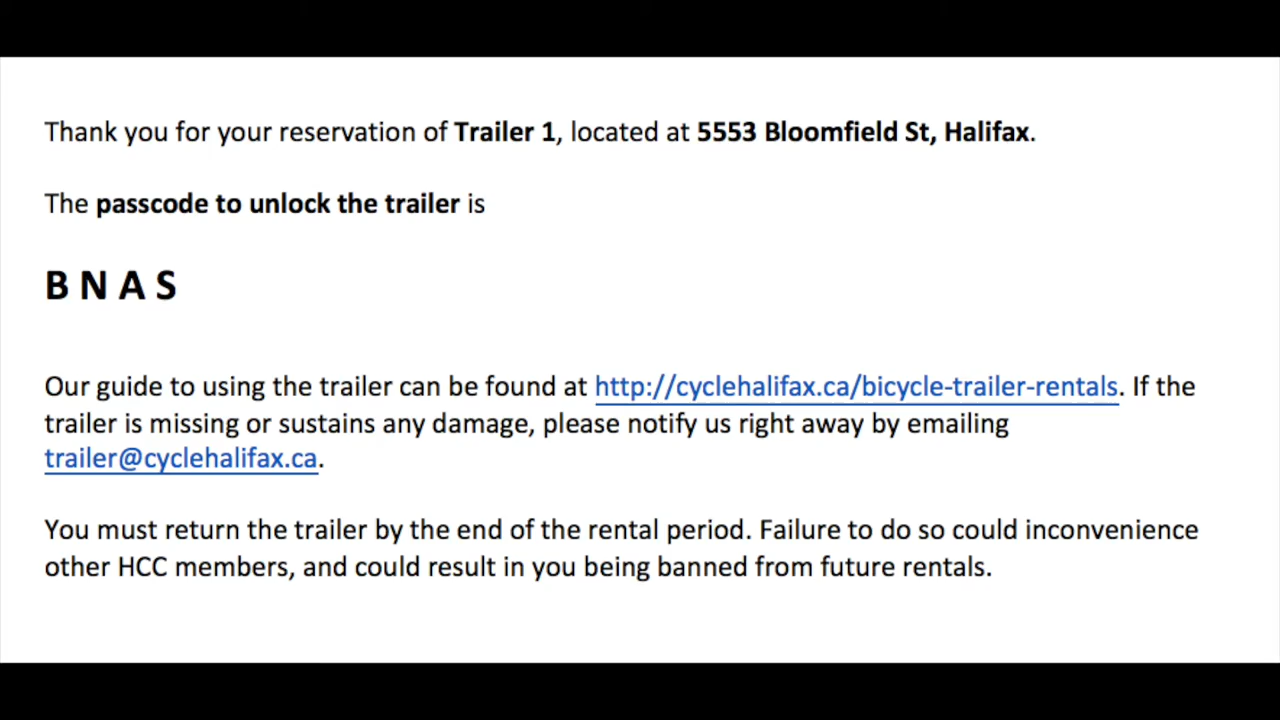 Thank you for your reservation of Trailer 1, located at 5553 Bloomfield St, Halifax.
The passcode to unlock the trailer is
B N A S
Our guide to using the trailer can be found at http://cyclehalifax.ca/bicycle-trailer-rentals. If the
trailer is missing or sustains any damage, please notify us right away by emailing
trailer@cyclehalifax.ca.
You must return the trailer by the end of the rental period. Failure to do so could inconvenience
other HCC members, and could result in you being banned from future rentals.